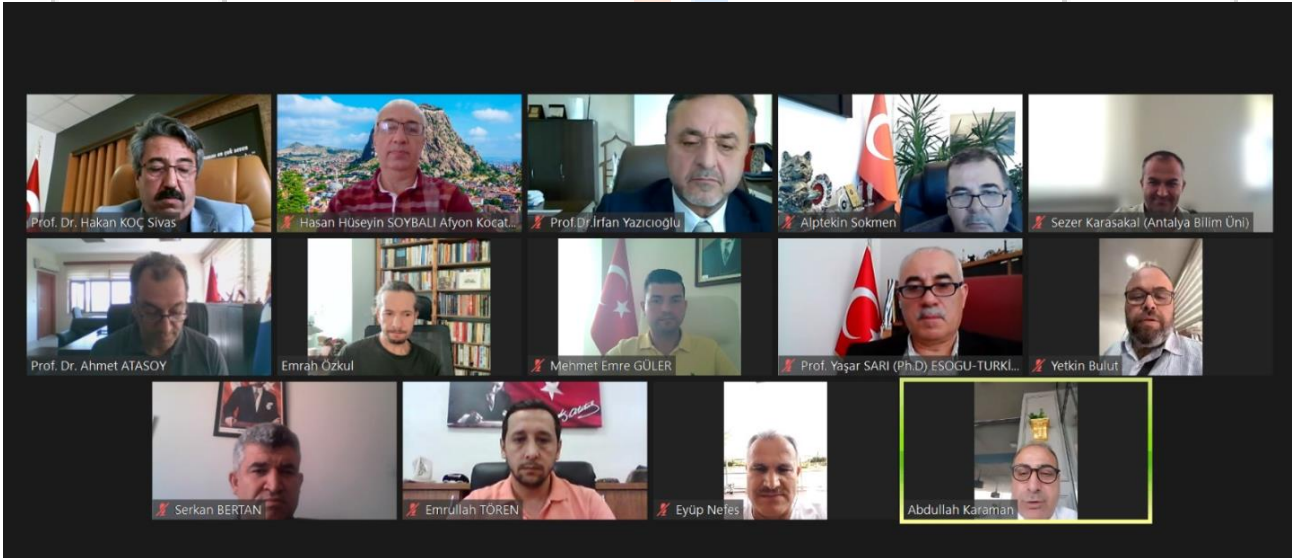 Prof. Dr. Hakan KOÇ Sivas
Hasan Hüseyin SOYBALI Afyon Kocat...
Prof.Dr.İrfan Yazıcıoğlu
Alptekin Sokmen
Sezer Karasakal (Antalya Bilim Üni)
Prof. Dr. Ahmet ATASOY
Emrah Özkul
Mehmet Emre GÜLER
Prof. Yaşar SARI (Ph.D) ESOGU-TURKİ...
Yetkin Bulut
Serkan BERTAN
Emrullah TÖREN
Eyüp Nefes
Abdullah Karaman